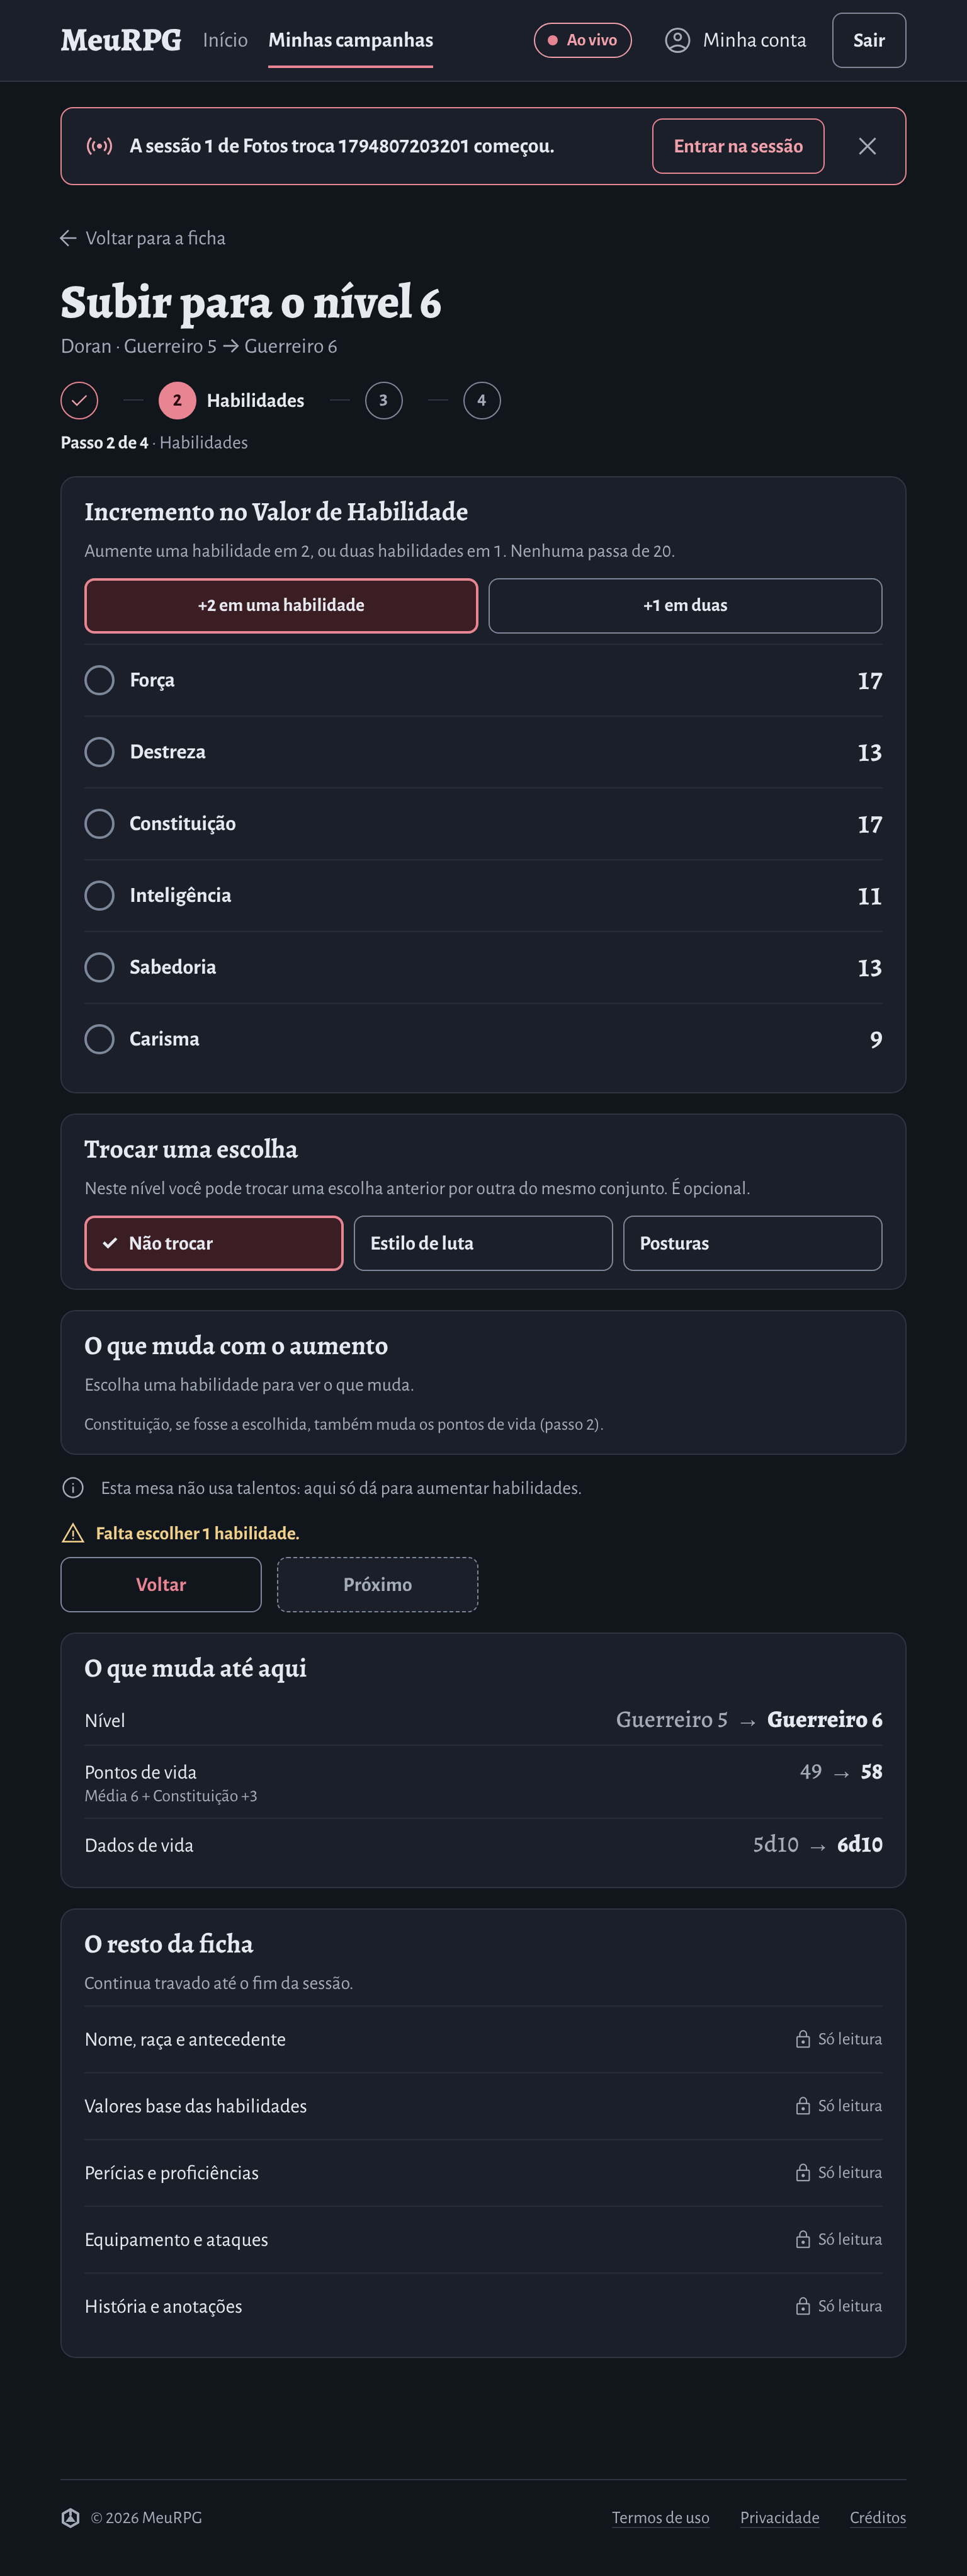 MeuRPG Início Minhas campanhas Ao vivo Minha conta Sair
A sessão 1 de Fotos troca 1794807203201 começou. Entrar na sessão
Voltar para a ficha
Subir para o nível 6
Doran · Guerreiro 5 → Guerreiro 6
2 Habilidades 3 4
Passo 2 de 4 · Habilidades
Incremento no Valor de Habilidade
Aumente uma habilidade em 2, ou duas habilidades em 1. Nenhuma passa de 20.
+2 em uma habilidade +1 em duas
Força 17
Destreza 13
Constituição 17
Inteligência 11
Sabedoria 13
Carisma 9
Trocar uma escolha
Neste nível você pode trocar uma escolha anterior por outra do mesmo conjunto. É opcional.
Não trocar Estilo de luta Posturas
O que muda com o aumento
Escolha uma habilidade para ver o que muda.
Constituição, se fosse a escolhida, também muda os pontos de vida (passo 2).
Esta mesa não usa talentos: aqui só dá para aumentar habilidades.
Falta escolher 1 habilidade.
Voltar Próximo
O que muda até aqui
Nível Guerreiro 5 → Guerreiro 6
Pontos de vida 49 → 58
Média 6 + Constituição +3
Dados de vida 5d10 → 6d10
O resto da ficha
Continua travado até o fim da sessão.
Nome, raça e antecedente Só leitura
Valores base das habilidades Só leitura
Perícias e proficiências Só leitura
Equipamento e ataques Só leitura
História e anotações Só leitura
© 2026 MeuRPG Termos de uso Privacidade Créditos